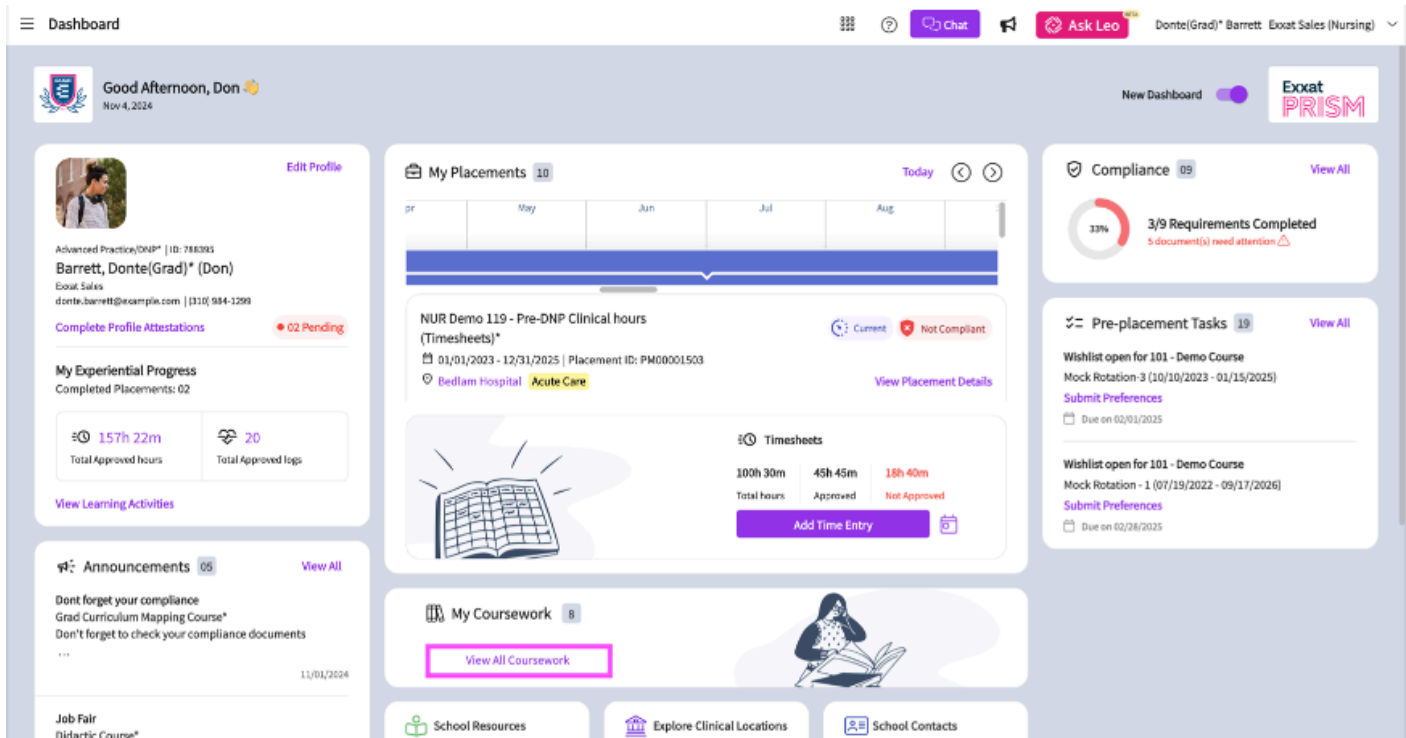 Dashboard
Chat
Ask Leo
BETA
Donte(Grad)* Barrett Exxat Sales (Nursing)
Good Afternoon, Don
Nov 4, 2024
New Dashboard
Exxat
PRISM
Edit Profile
Advanced Practice/DNP* | ID: 788395
Barrett, Donte(Grad)* (Don)
Exxat Sales
donte.barrett@example.com | (310) 984-1299
Complete Profile Attestations
02 Pending
My Experiential Progress
Completed Placements: 02
157h 22m
Total Approved hours
20
Total Approved logs
View Learning Activities
Announcements 05
View All
Dont forget your compliance
Grad Curriculum Mapping Course*
Don't forget to check your compliance documents
...
11/01/2024
Job Fair
Didactic Course*
My Placements 10
Today
pr May Jun Jul Aug
NUR Demo 119 - Pre-DNP Clinical hours
(Timesheets)*
Current
Not Compliant
01/01/2023 - 12/31/2025 | Placement ID: PM00001503
Bedlam Hospital Acute Care
View Placement Details
Timesheets
100h 30m 45h 45m 18h 40m
Total hours Approved Not Approved
Add Time Entry
My Coursework 8
View All Coursework
School Resources
Explore Clinical Locations
School Contacts
Compliance 09
View All
33%
3/9 Requirements Completed
5 document(s) need attention
Pre-placement Tasks 19
View All
Wishlist open for 101 - Demo Course
Mock Rotation-3 (10/10/2023 - 01/15/2025)
Submit Preferences
Due on 02/01/2025
Wishlist open for 101 - Demo Course
Mock Rotation - 1 (07/19/2022 - 09/17/2026)
Submit Preferences
Due on 02/28/2025